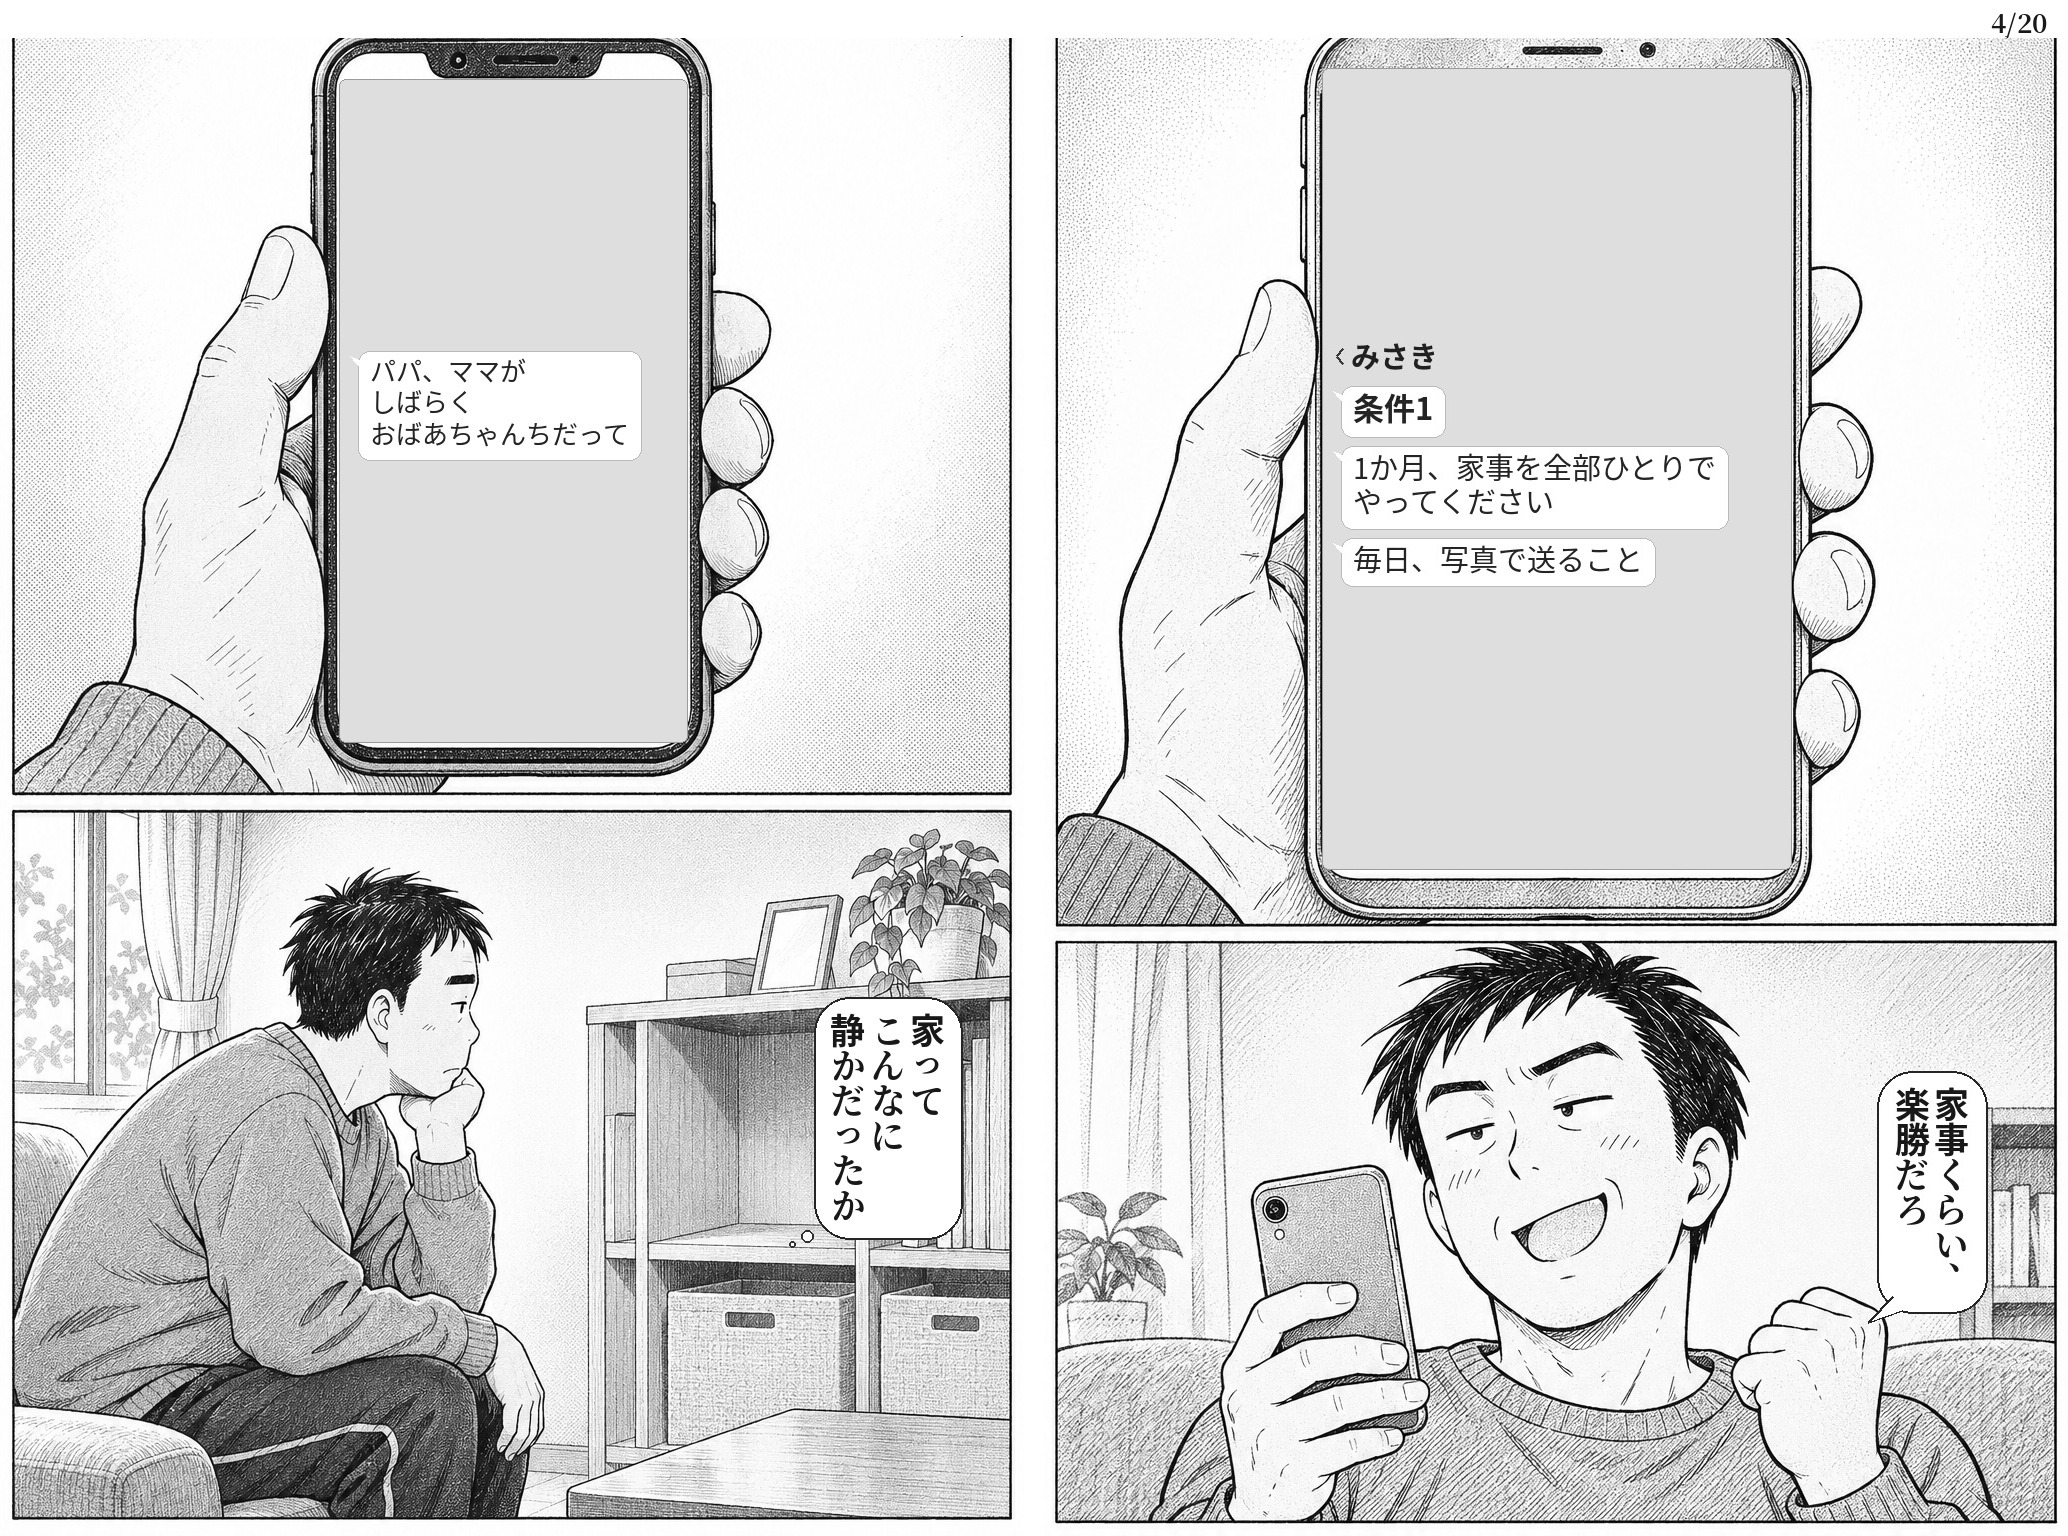 4/20
みさき
条件1
1か月、家事を全部ひとりで
やってください
毎日、写真で送ること
家事くらい、
楽勝だろ
パパ、ママが
しばらく
おばあちゃんちだって
家って
こんなに
静かだったか